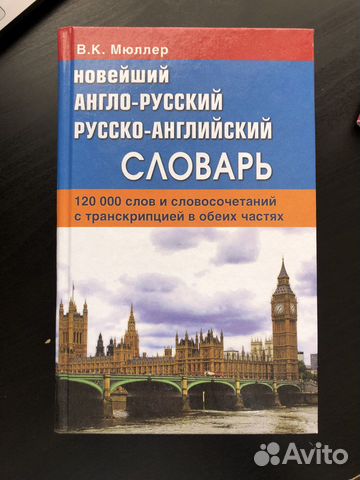 В.К. Мюллер
новейший
АНГЛО-РУССКИЙ
РУССКО-АНГЛИЙСКИЙ
СЛОВАРЬ
120 000 слов и словосочетаний
с транскрипцией в обеих частях
Avito